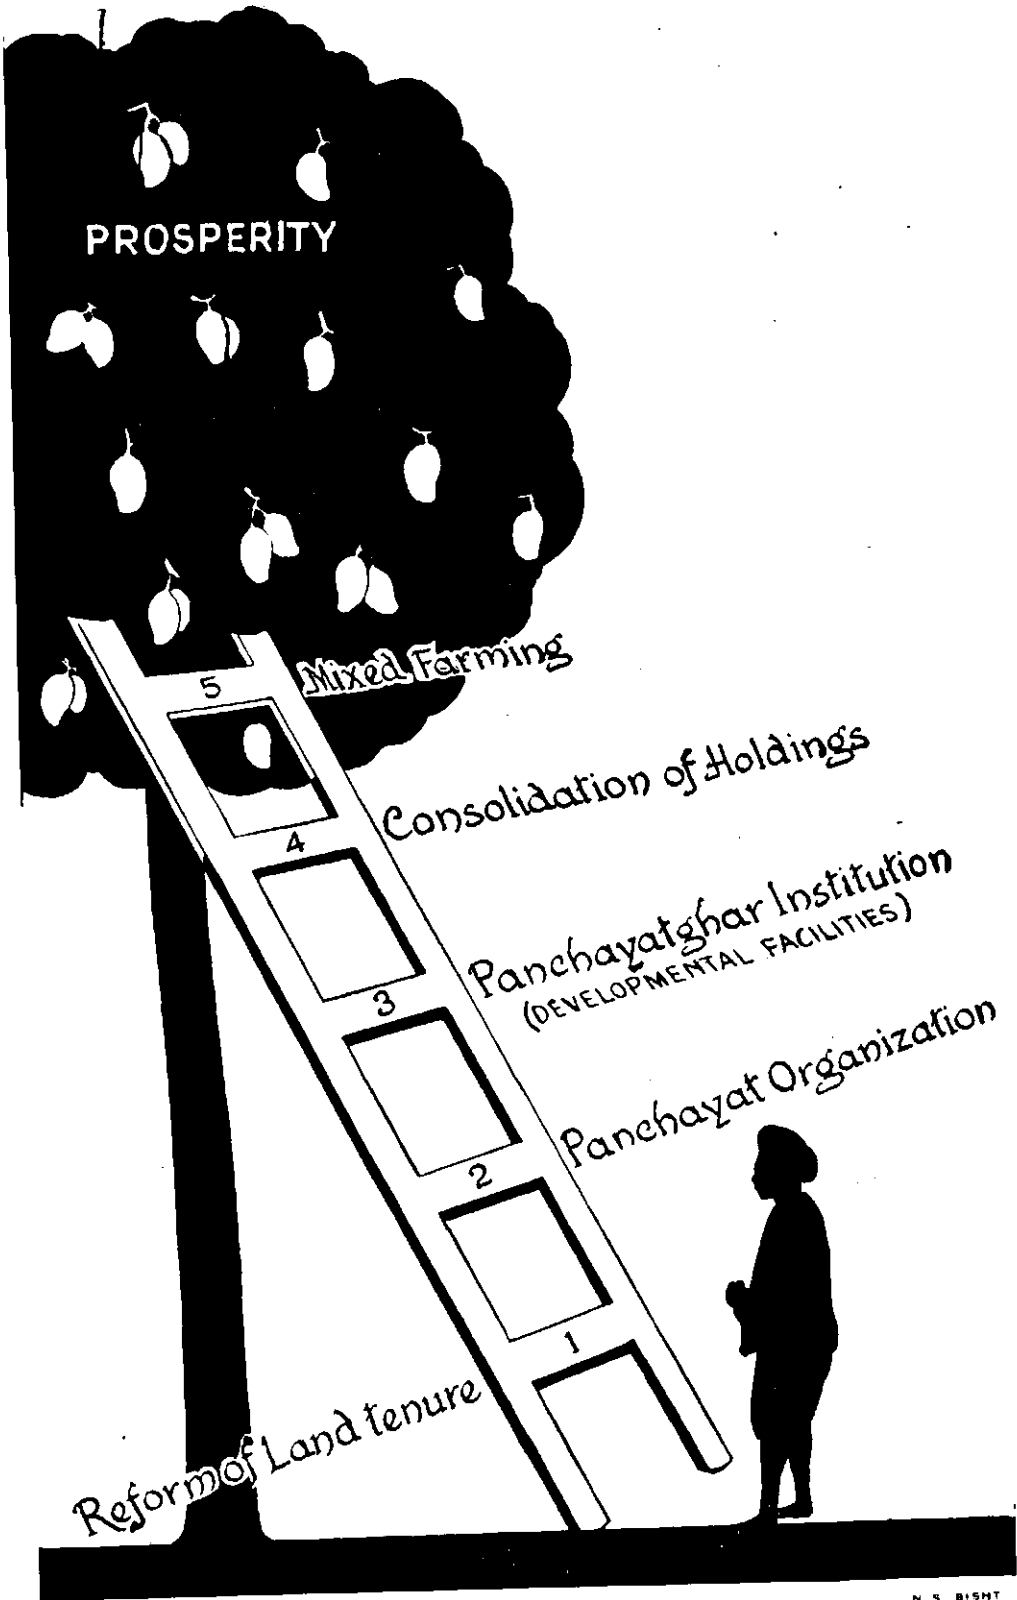 PROSPERITY
5
Mixed Farming
4
Consolidation of Holdings
3
Panchayatghar Institution
(DEVELOPMENTAL FACILITIES)
2
Panchayat Organization
1
Reform of Land tenure
N. S. BISHT